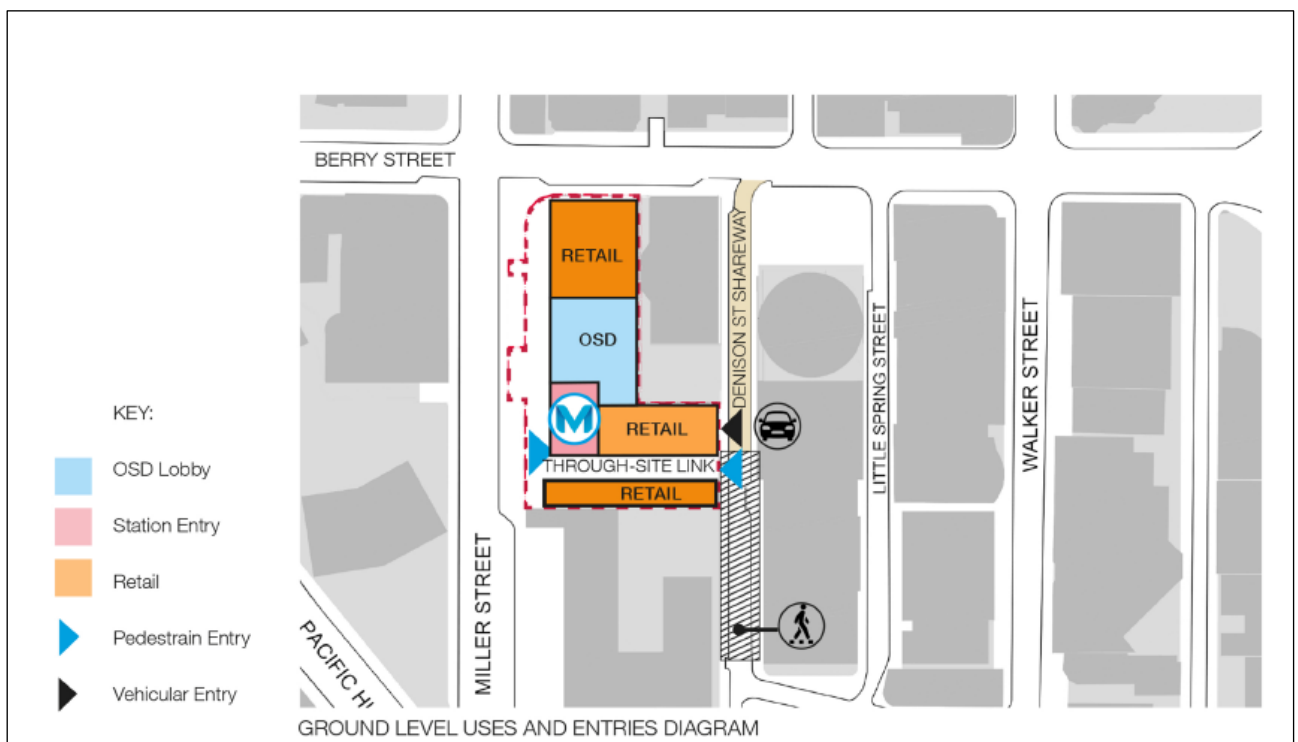 BERRY STREET
RETAIL
OSD
DENISON ST SHAREWAY
LITTLE SPRING STREET
WALKER STREET
M
RETAIL
THROUGH-SITE LINK
RETAIL
MILLER STREET
PACIFIC H
KEY:
OSD Lobby
Station Entry
Retail
Pedestrain Entry
Vehicular Entry
GROUND LEVEL USES AND ENTRIES DIAGRAM